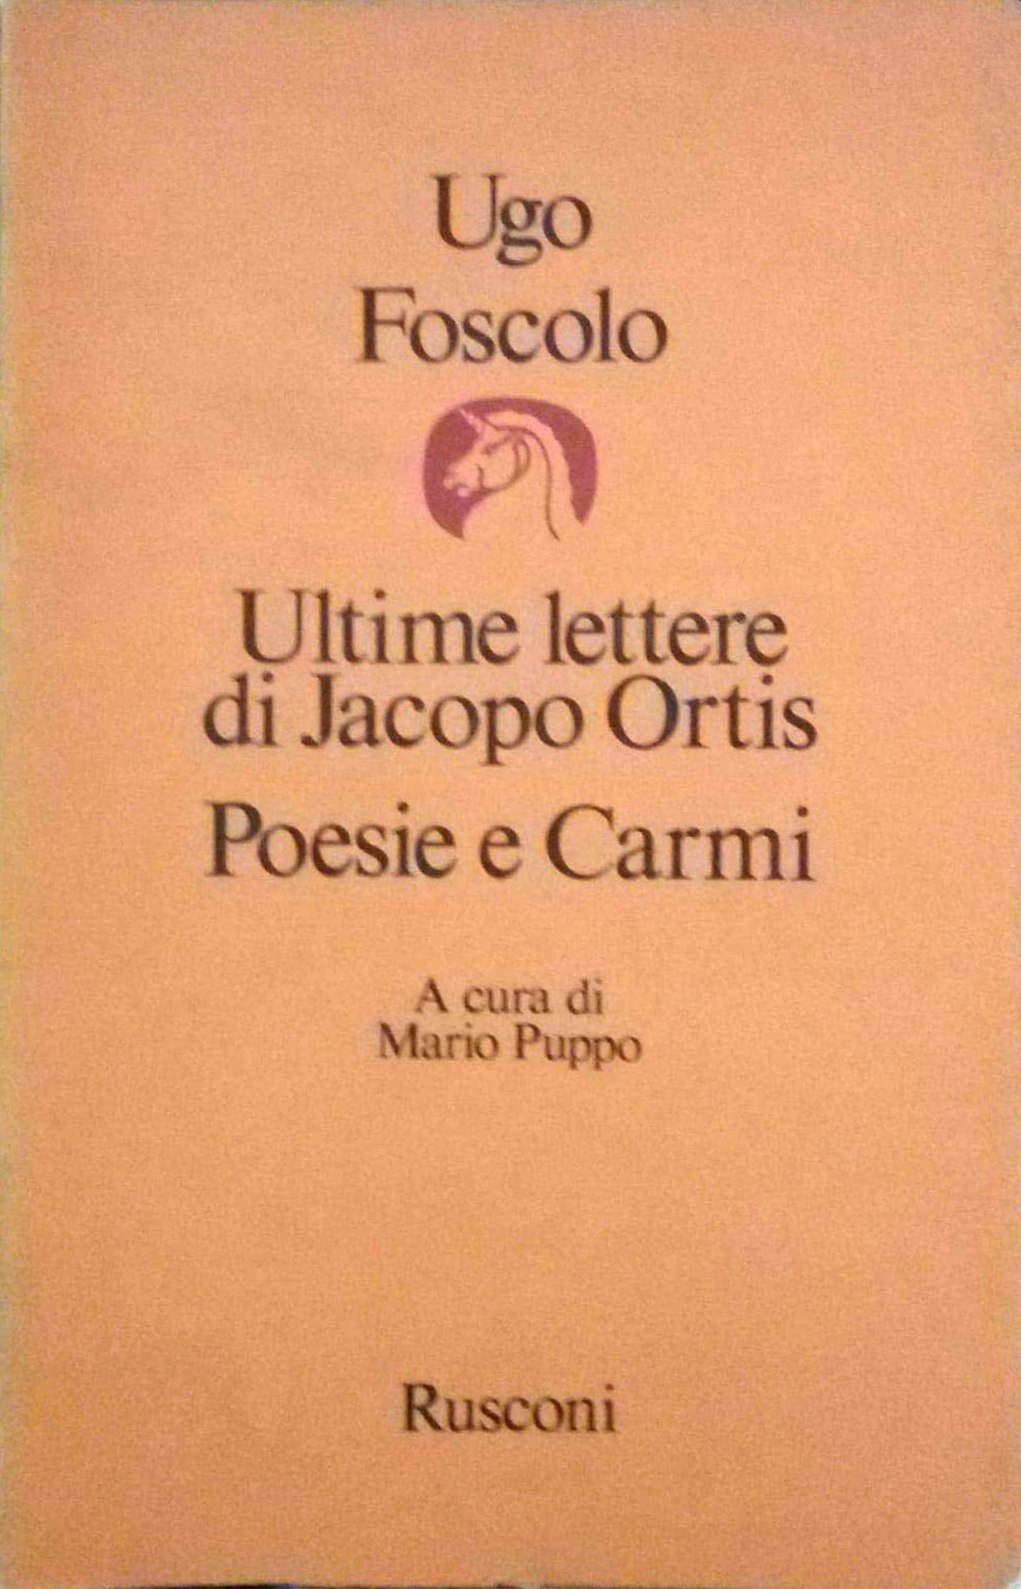 Ugo
Foscolo
Ultime lettere
di Jacopo Ortis
Poesie e Carmi
A cura di
Mario Puppo
Rusconi